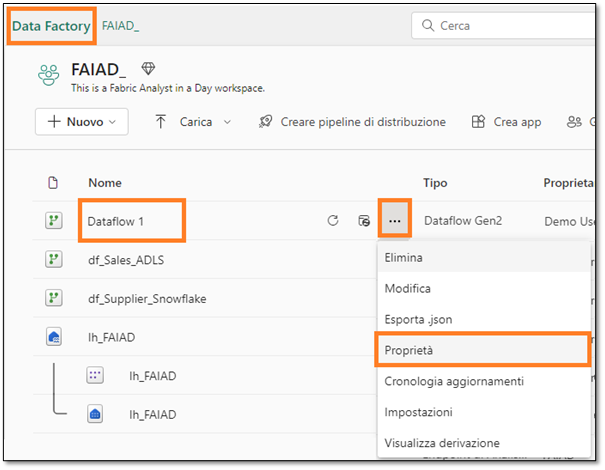 Data Factory FAIAD_ Cerca
FAIAD_
This is a Fabric Analyst in a Day workspace.
Nuovo Carica Creare pipeline di distribuzione Crea app
Nome Tipo Proprieta
Dataflow 1 ... Dataflow Gen2 Demo Use
df_Sales_ADLS Elimina
Modifica
df_Supplier_Snowflake Esporta .json
lh_FAIAD Proprietà
lh_FAIAD Cronologia aggiornamenti
lh_FAIAD Impostazioni
Visualizza derivazione